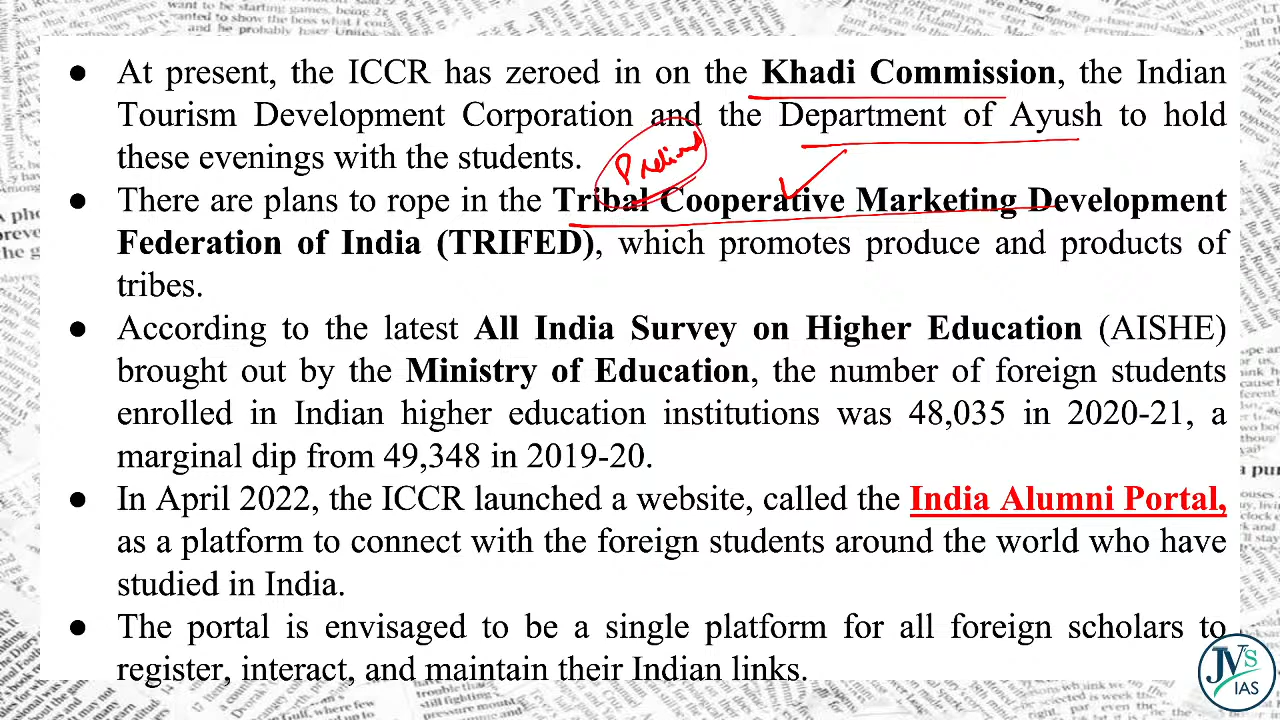 ● At present, the ICCR has zeroed in on the Khadi Commission, the Indian
Tourism Development Corporation and the Department of Ayush to hold
these evenings with the students.
Prelims
● There are plans to rope in the Tribal Cooperative Marketing Development
Federation of India (TRIFED), which promotes produce and products of
tribes.
● According to the latest All India Survey on Higher Education (AISHE)
brought out by the Ministry of Education, the number of foreign students
enrolled in Indian higher education institutions was 48,035 in 2020-21, a
marginal dip from 49,348 in 2019-20.
● In April 2022, the ICCR launched a website, called the India Alumni Portal,
as a platform to connect with the foreign students around the world who have
studied in India.
● The portal is envisaged to be a single platform for all foreign scholars to
register, interact, and maintain their Indian links.
JV'S
IAS